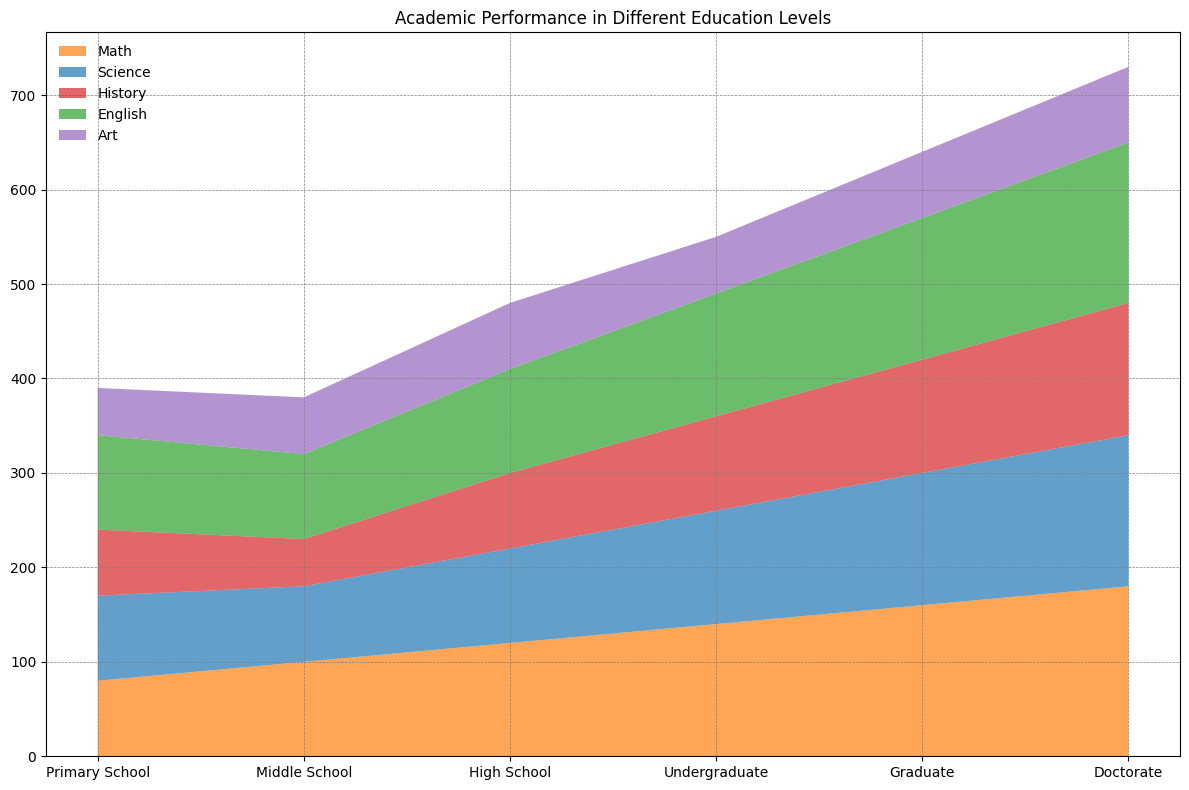 Academic Performance in Different Education Levels
Math
Science
History
English
Art
700
600
500
400
300
200
100
0
Primary School Middle School High School Undergraduate Graduate Doctorate